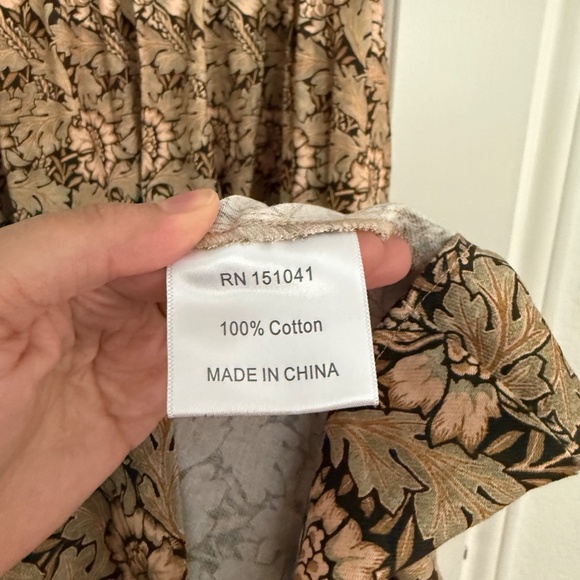 RN 151041
100% Cotton
MADE IN CHINA